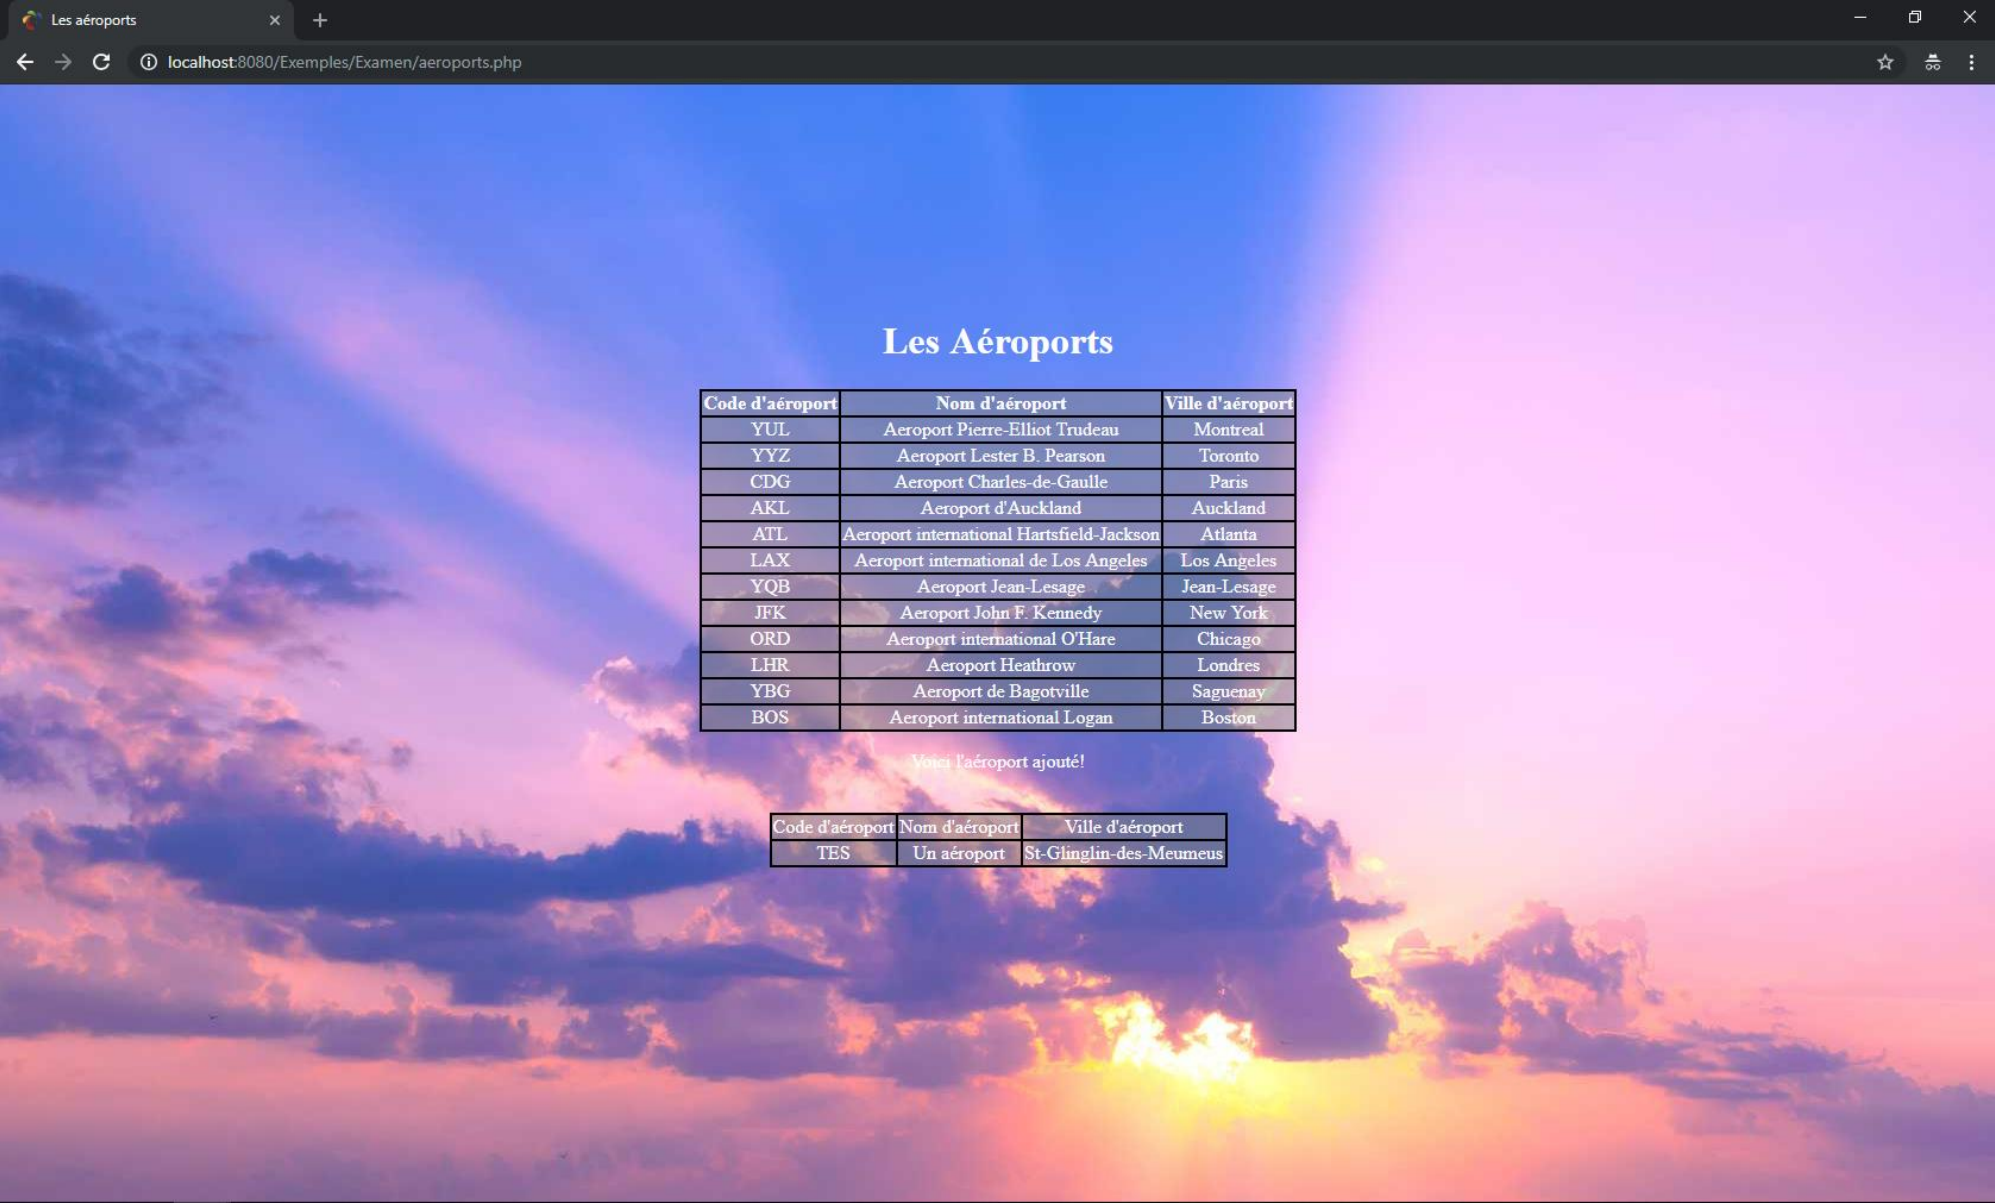 Les aéroports
localhost:8080/Exemples/Examen/aeroports.php
Les Aéroports
Code d'aéroport Nom d'aéroport Ville d'aéroport
YUL Aeroport Pierre-Elliot Trudeau Montreal
YYZ Aeroport Lester B. Pearson Toronto
CDG Aeroport Charles-de-Gaulle Paris
AKL Aeroport d'Auckland Auckland
ATL Aeroport international Hartsfield-Jackson Atlanta
LAX Aeroport international de Los Angeles Los Angeles
YQB Aeroport Jean-Lesage Jean-Lesage
JFK Aeroport John F. Kennedy New York
ORD Aeroport international O'Hare Chicago
LHR Aeroport Heathrow Londres
YBG Aeroport de Bagotville Saguenay
BOS Aeroport international Logan Boston
Voici l'aéroport ajouté!
Code d'aéroport Nom d'aéroport Ville d'aéroport
TES Un aéroport St-Glinglin-des-Meumeus